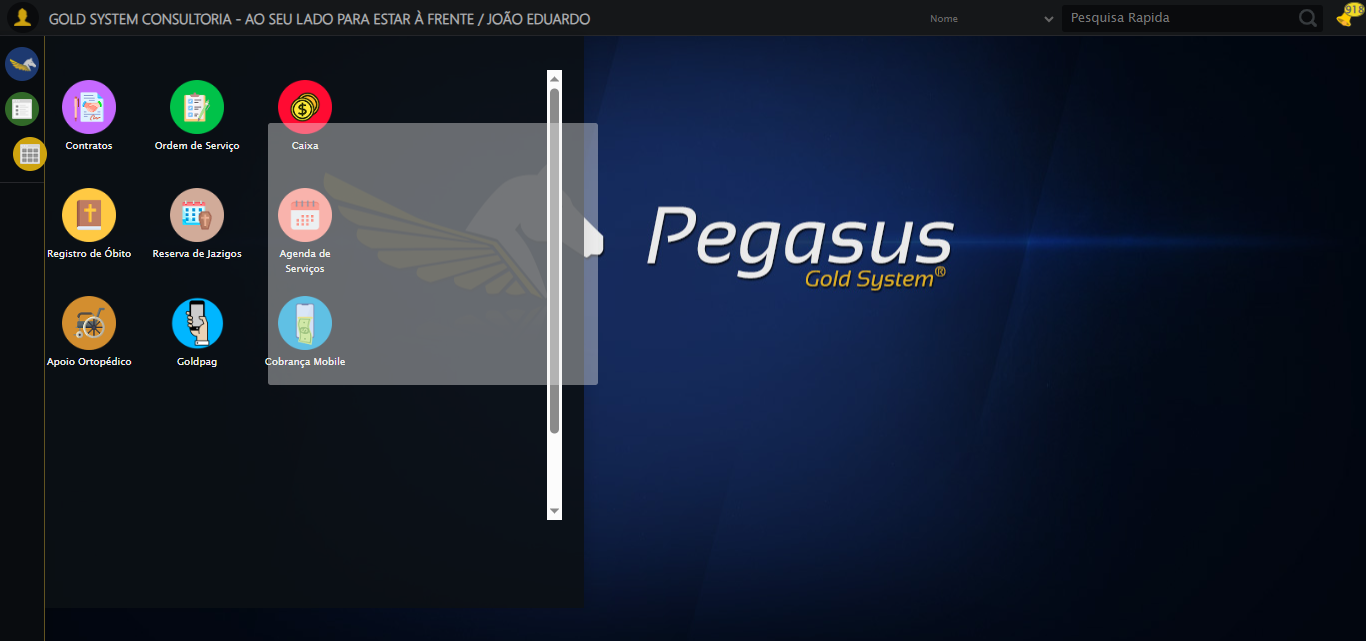 GOLD SYSTEM CONSULTORIA - AO SEU LADO PARA ESTAR À FRENTE / JOÃO EDUARDO
Nome
Pesquisa Rapida
918
Contratos
Ordem de Serviço
Caixa
Registro de Óbito
Reserva de Jazigos
Agenda de
Serviços
Apoio Ortopédico
Goldpag
Cobrança Mobile
Pegasus
Gold System®